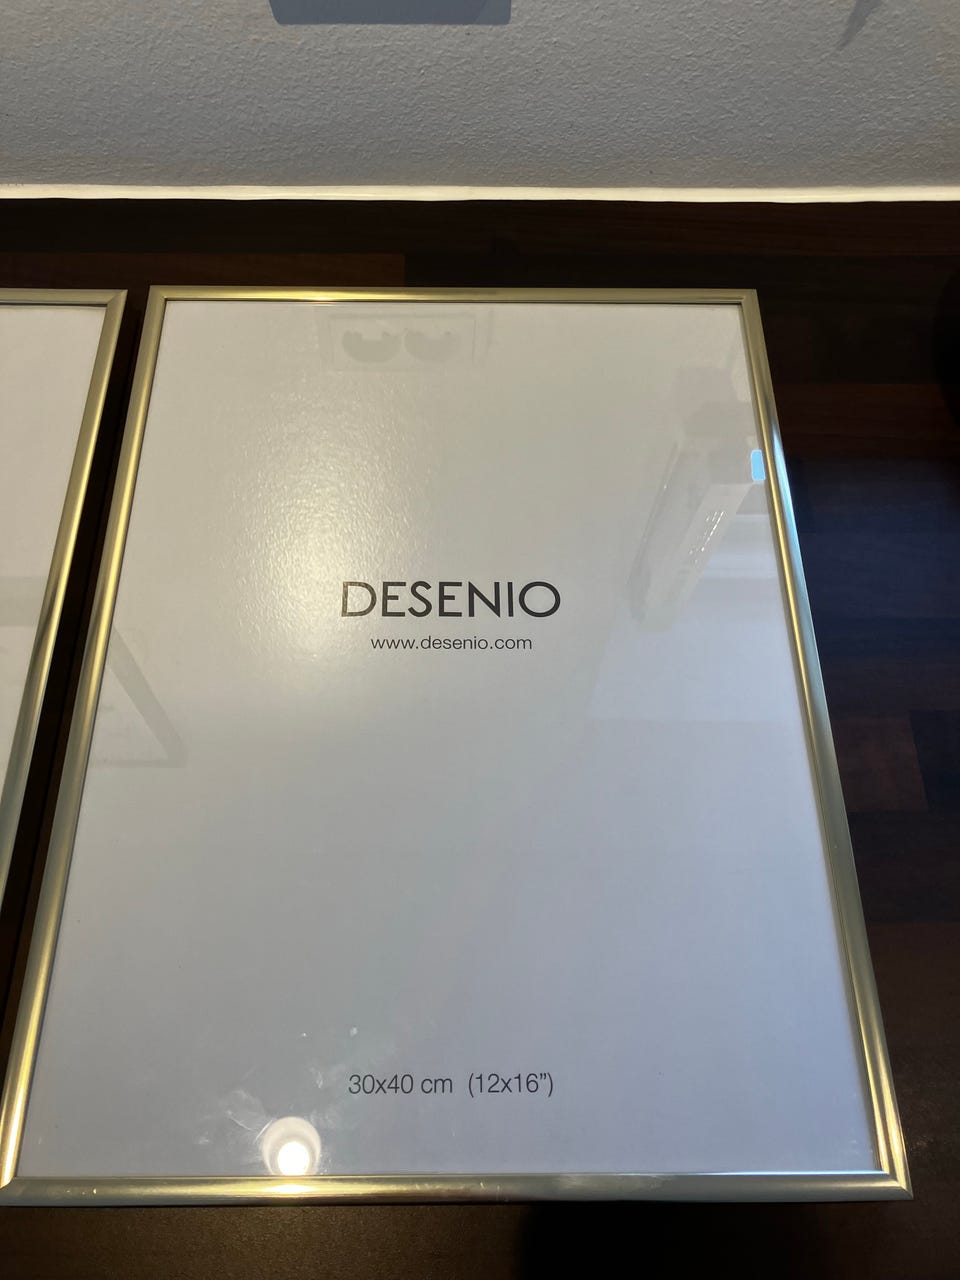 DESENIO
www.desenio.com
30x40 cm (12x16”)